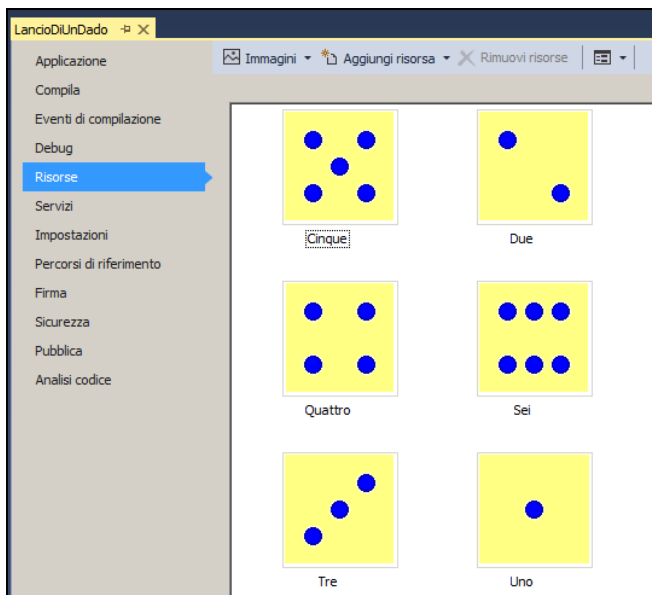 LancioDiUnDado
Immagini Aggiungi risorsa Rimuovi risorse
Applicazione
Compila
Eventi di compilazione
Debug
Risorse
Servizi
Impostazioni
Percorsi di riferimento
Firma
Sicurezza
Pubblica
Analisi codice
Cinque Due
Quattro Sei
Tre Uno